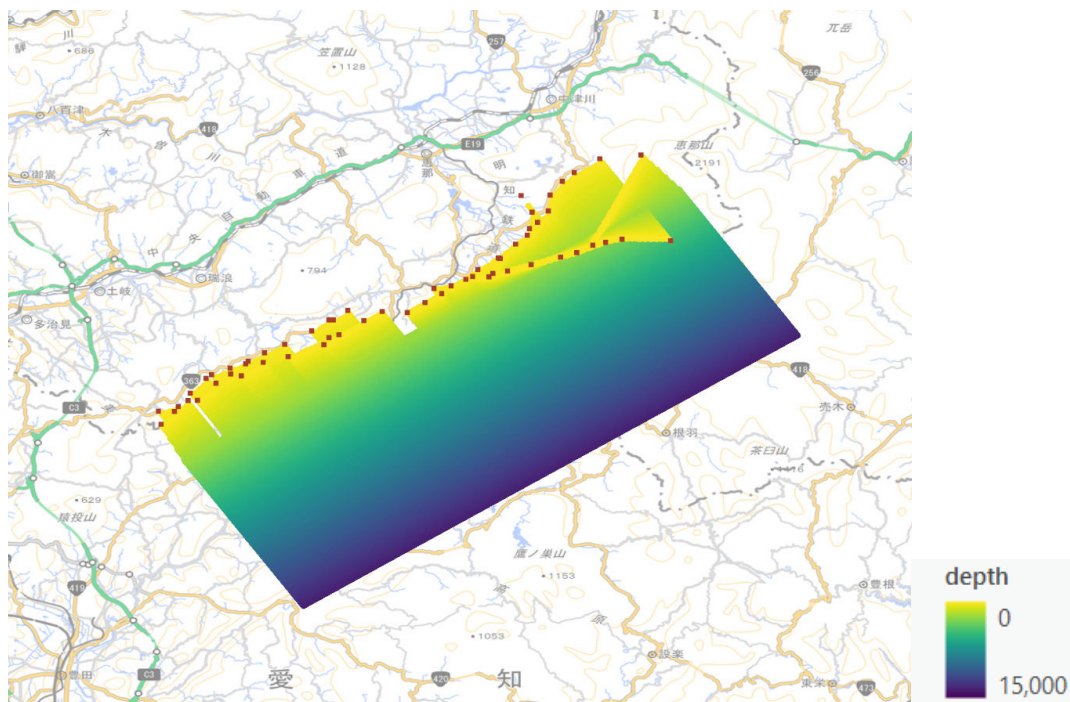 川
686
笠置山
1128
257
兀岳
256
八百津
418
中津川
木
曽
川
E19
恵那山
2191
御嵩
恵那
明
知
鉄
道
中
央
自
動
車
道
794
瑞浪
土岐
多治見
363
C3
418
売木
根羽
茶臼山
629
猿投山
鷹ノ巣山
1153
高
原
419
豊根
1053
設楽
豊田
C3
愛
知
420
東栄
473
depth
0
15,000